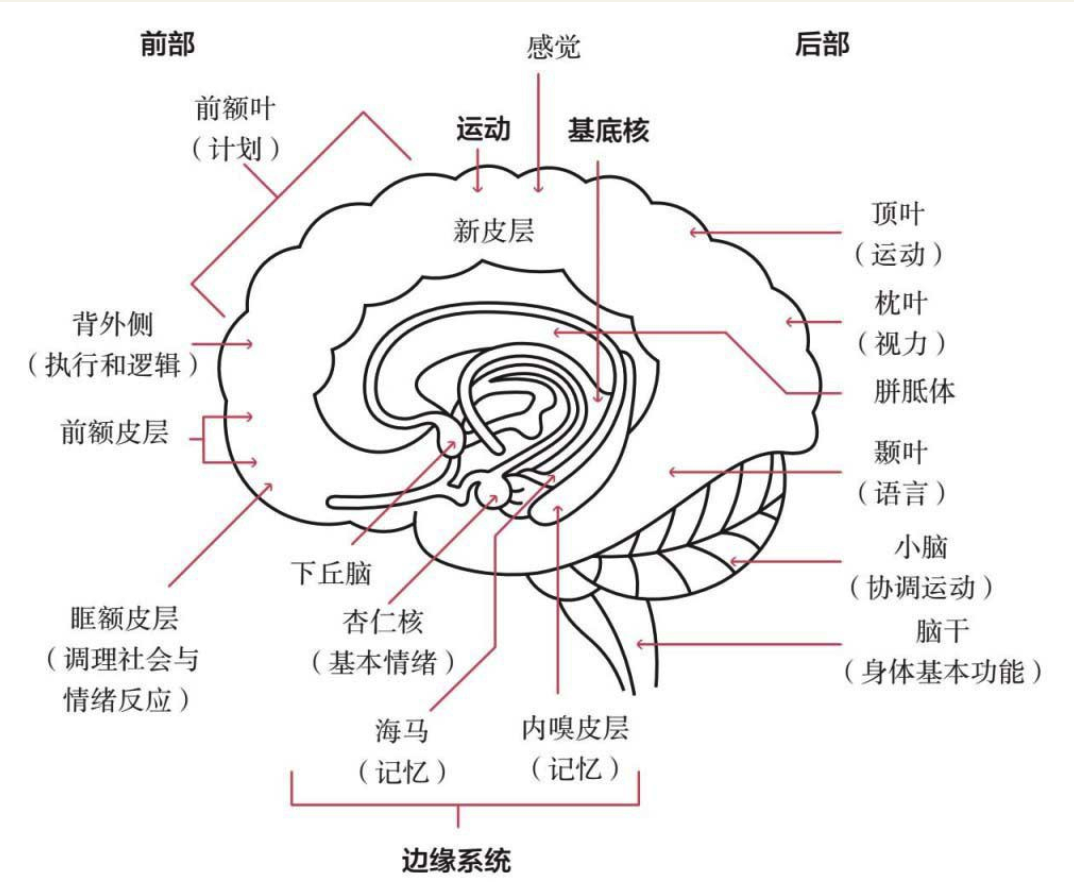 前部
感觉
后部
前额叶
（计划）
运动
基底核
新皮层
顶叶
（运动）
枕叶
（视力）
背外侧
（执行和逻辑）
胼胝体
前额皮层
颞叶
（语言）
小脑
（协调运动）
下丘脑
杏仁核
（基本情绪）
眶额皮层
（调理社会与
情绪反应）
脑干
（身体基本功能）
海马
（记忆）
内嗅皮层
（记忆）
边缘系统